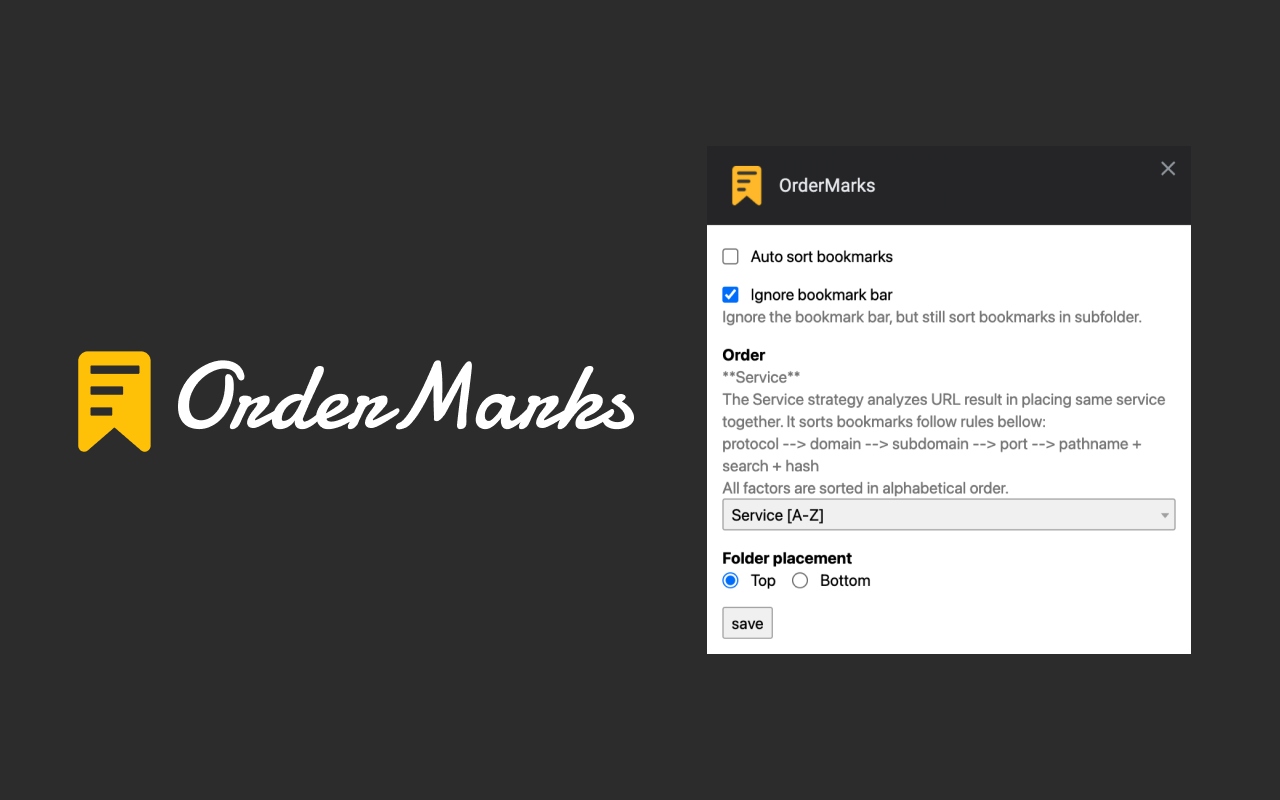 OrderMarks
OrderMarks
Auto sort bookmarks
Ignore bookmark bar
Ignore the bookmark bar, but still sort bookmarks in subfolder.
Order
**Service**
The Service strategy analyzes URL result in placing same service
together. It sorts bookmarks follow rules bellow:
protocol --> domain --> subdomain --> port --> pathname +
search + hash
All factors are sorted in alphabetical order.
Service [A-Z]
Folder placement
Top Bottom
save